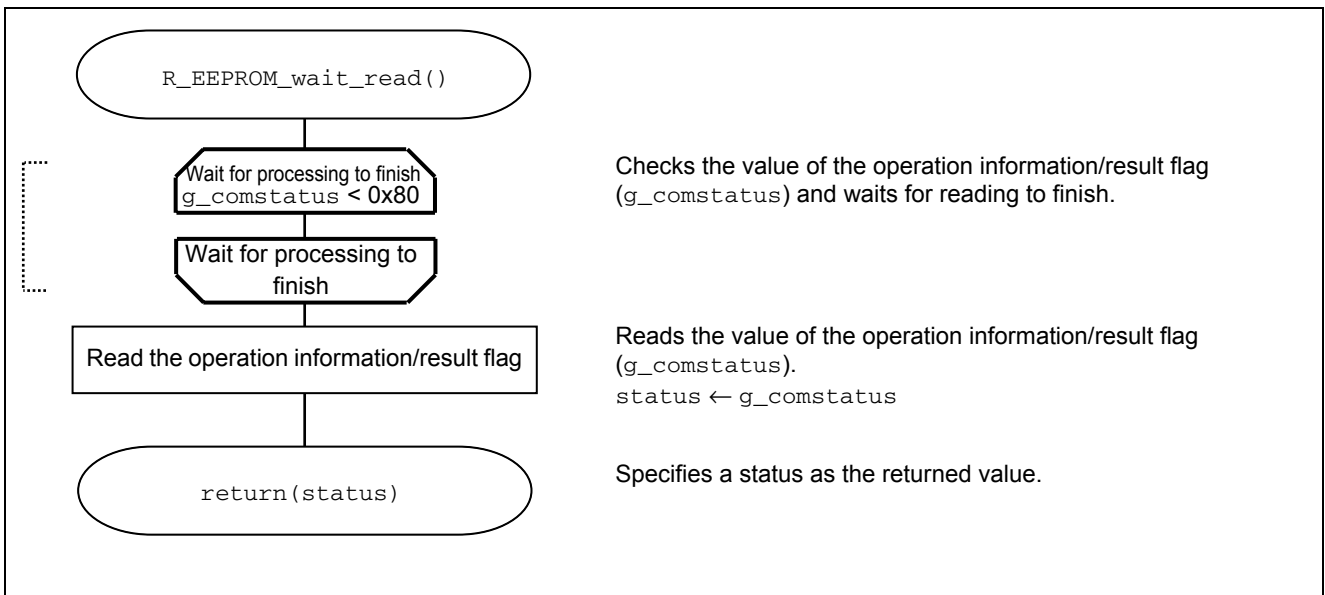 R_EEPROM_wait_read()
Wait for processing to finish
g_comstatus < 0x80
Checks the value of the operation information/result flag
(g_comstatus) and waits for reading to finish.
Wait for processing to
finish
Read the operation information/result flag
Reads the value of the operation information/result flag
(g_comstatus).
status ← g_comstatus
return(status)
Specifies a status as the returned value.